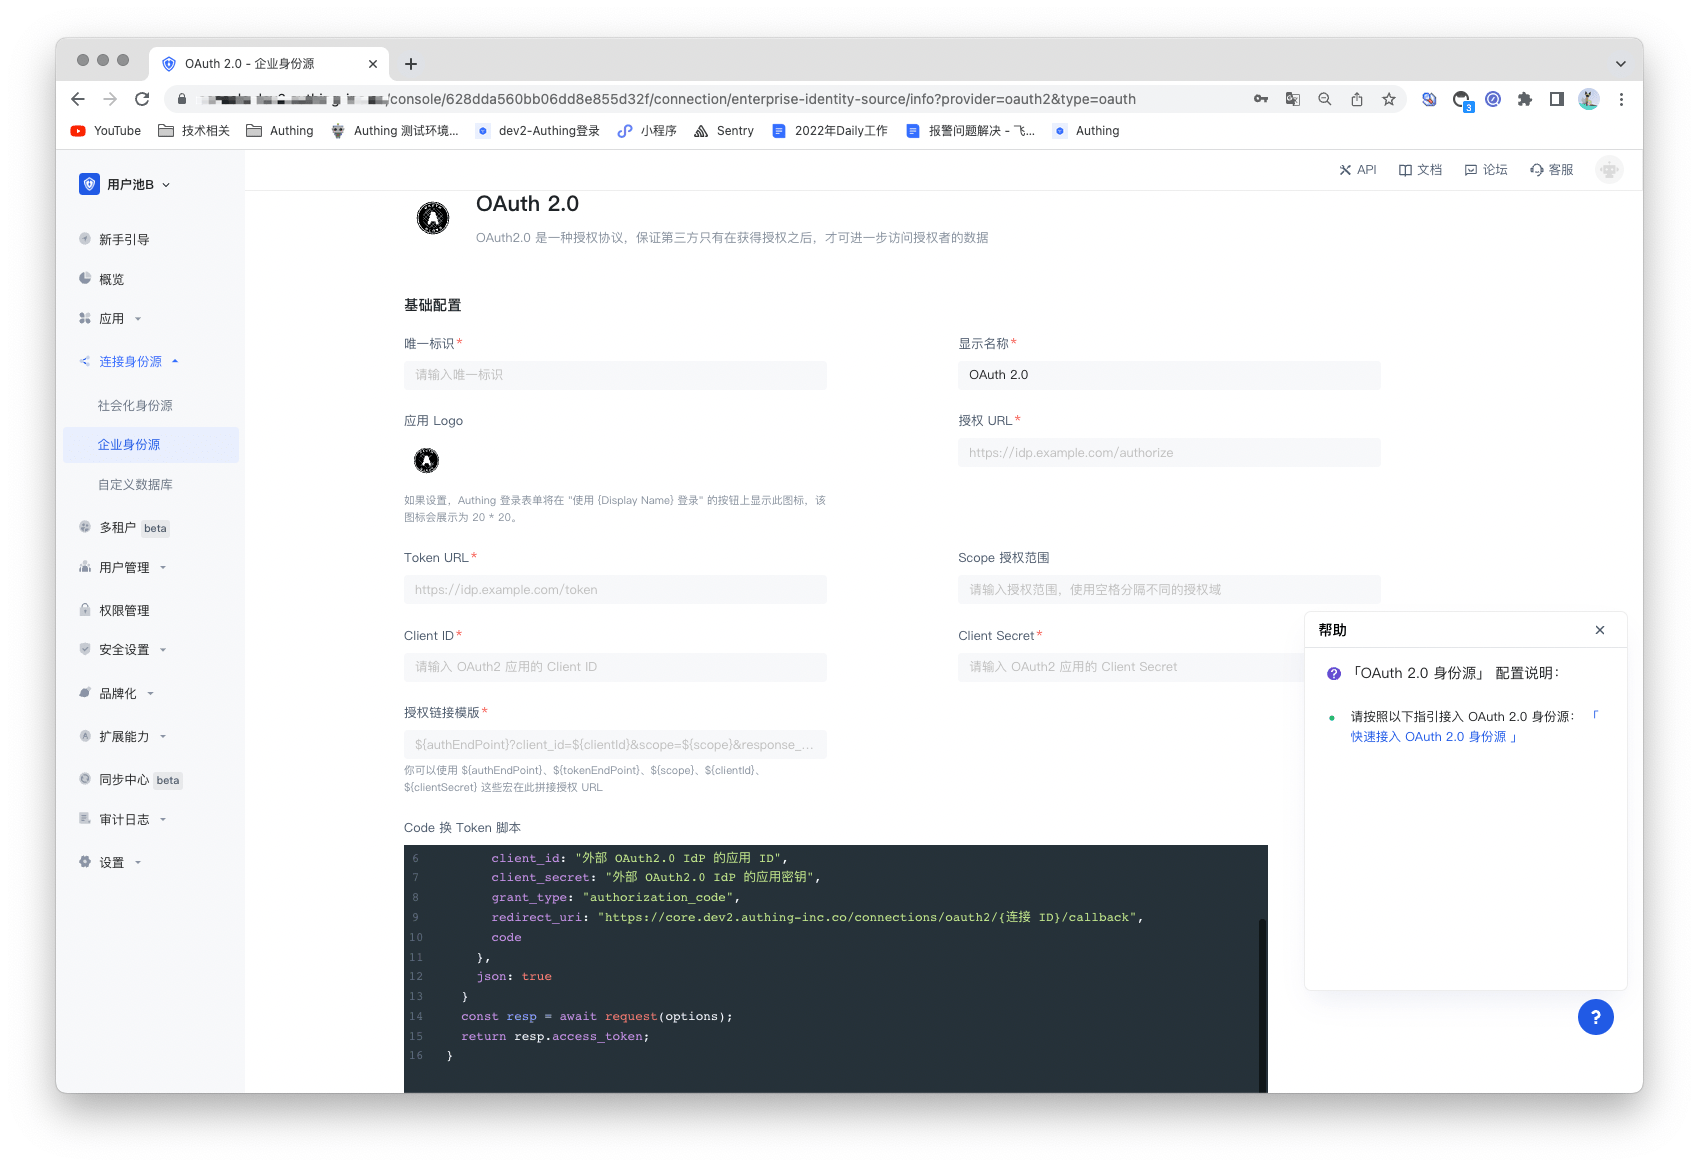 OAuth 2.0 - 企业身份源
/console/628dda560bb06dd8e855d32f/connection/enterprise-identity-source/info?provider=oauth2&type=oauth
3
YouTube 技术相关 Authing Authing 测试环境... dev2-Authing登录 小程序 Sentry 2022年Daily工作 报警问题解决 - 飞... Authing
用户池B
API 文档 论坛 客服
新手引导
概览
应用
连接身份源
社会化身份源
企业身份源
自定义数据库
多租户 beta
用户管理
权限管理
安全设置
品牌化
扩展能力
同步中心 beta
审计日志
设置
OAuth 2.0
OAuth2.0 是一种授权协议，保证第三方只有在获得授权之后，才可进一步访问授权者的数据
基础配置
唯一标识*
请输入唯一标识
显示名称*
OAuth 2.0
应用 Logo
如果设置，Authing 登录表单将在 "使用 {Display Name} 登录" 的按钮上显示此图标，该
图标会展示为 20 * 20。
授权 URL*
https://idp.example.com/authorize
Token URL*
https://idp.example.com/token
Scope 授权范围
请输入授权范围，使用空格分隔不同的授权域
Client ID*
请输入 OAuth2 应用的 Client ID
Client Secret*
请输入 OAuth2 应用的 Client Secret
授权链接模版*
${authEndPoint}?client_id=${clientId}&scope=${scope}&response_...
你可以使用 ${authEndPoint}、${tokenEndPoint}、${scope}、${clientId}、
${clientSecret} 这些宏在此拼接授权 URL
Code 换 Token 脚本
6 client_id: "外部 OAuth2.0 IdP 的应用 ID",
7 client_secret: "外部 OAuth2.0 IdP 的应用密钥",
8 grant_type: "authorization_code",
9 redirect_uri: "https://core.dev2.authing-inc.co/connections/oauth2/{连接 ID}/callback",
10 code
11 },
12 json: true
13 }
14 const resp = await request(options);
15 return resp.access_token;
16 }
帮助
?「OAuth 2.0 身份源」 配置说明：
请按照以下指引接入 OAuth 2.0 身份源： 「
快速接入 OAuth 2.0 身份源 」
?